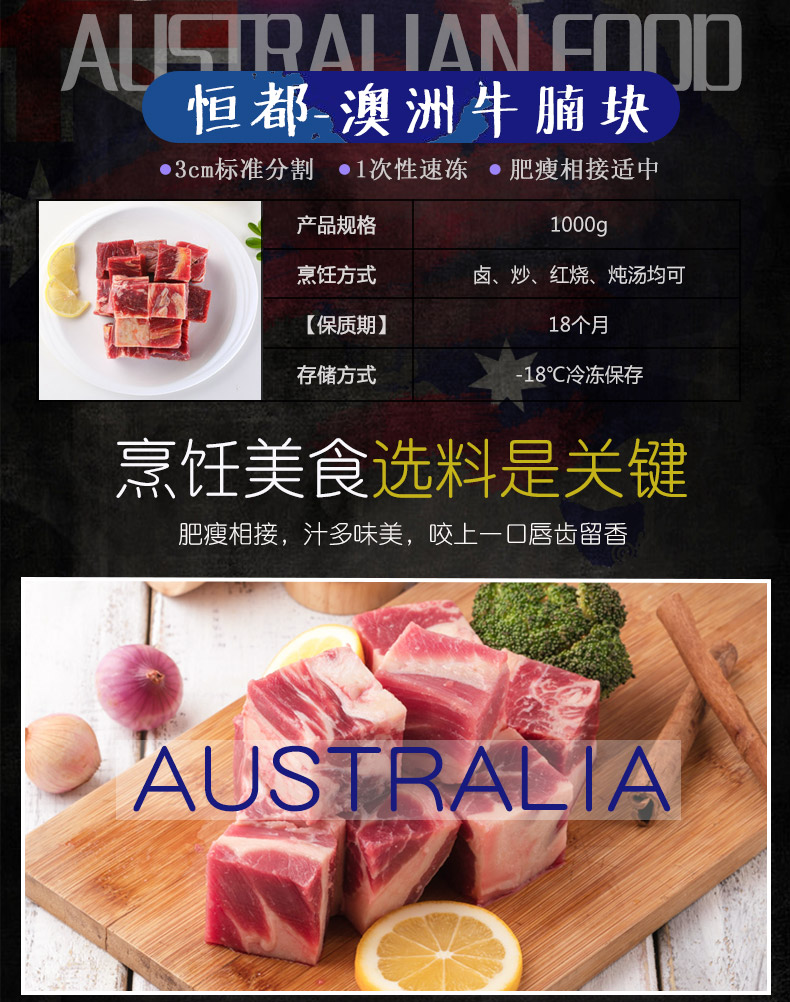 AUSTRALIAN FOOD
恒都-澳洲牛腩块
●3cm标准分割 ●1次性速冻 ●肥瘦相接适中
产品规格 1000g
烹饪方式 卤、炒、红烧、炖汤均可
【保质期】 18个月
存储方式 -18℃冷冻保存
烹饪美食选料是关键
肥瘦相接，汁多味美，咬上一口唇齿留香
AUSTRALIA